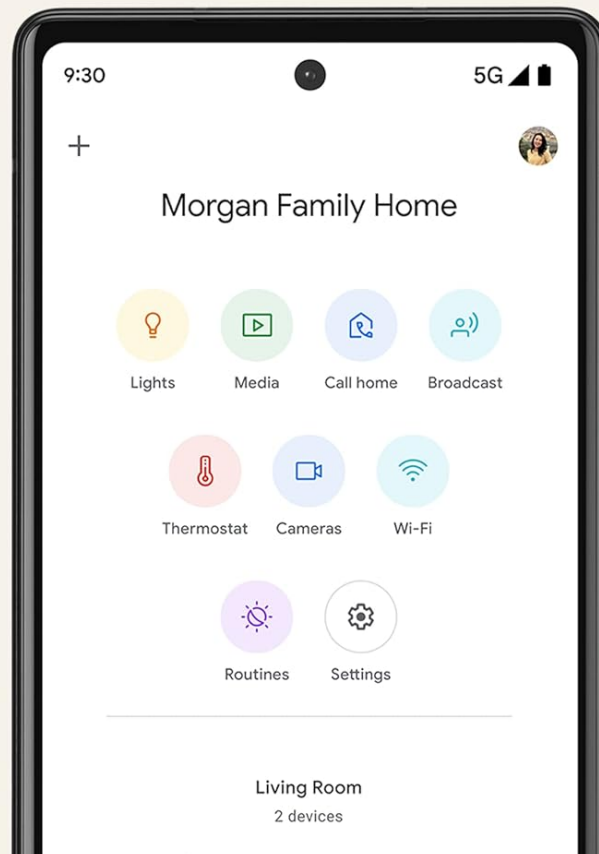 9:30
5G
Morgan Family Home
Lights Media Call home Broadcast
Thermostat Cameras Wi-Fi
Routines Settings
Living Room
2 devices